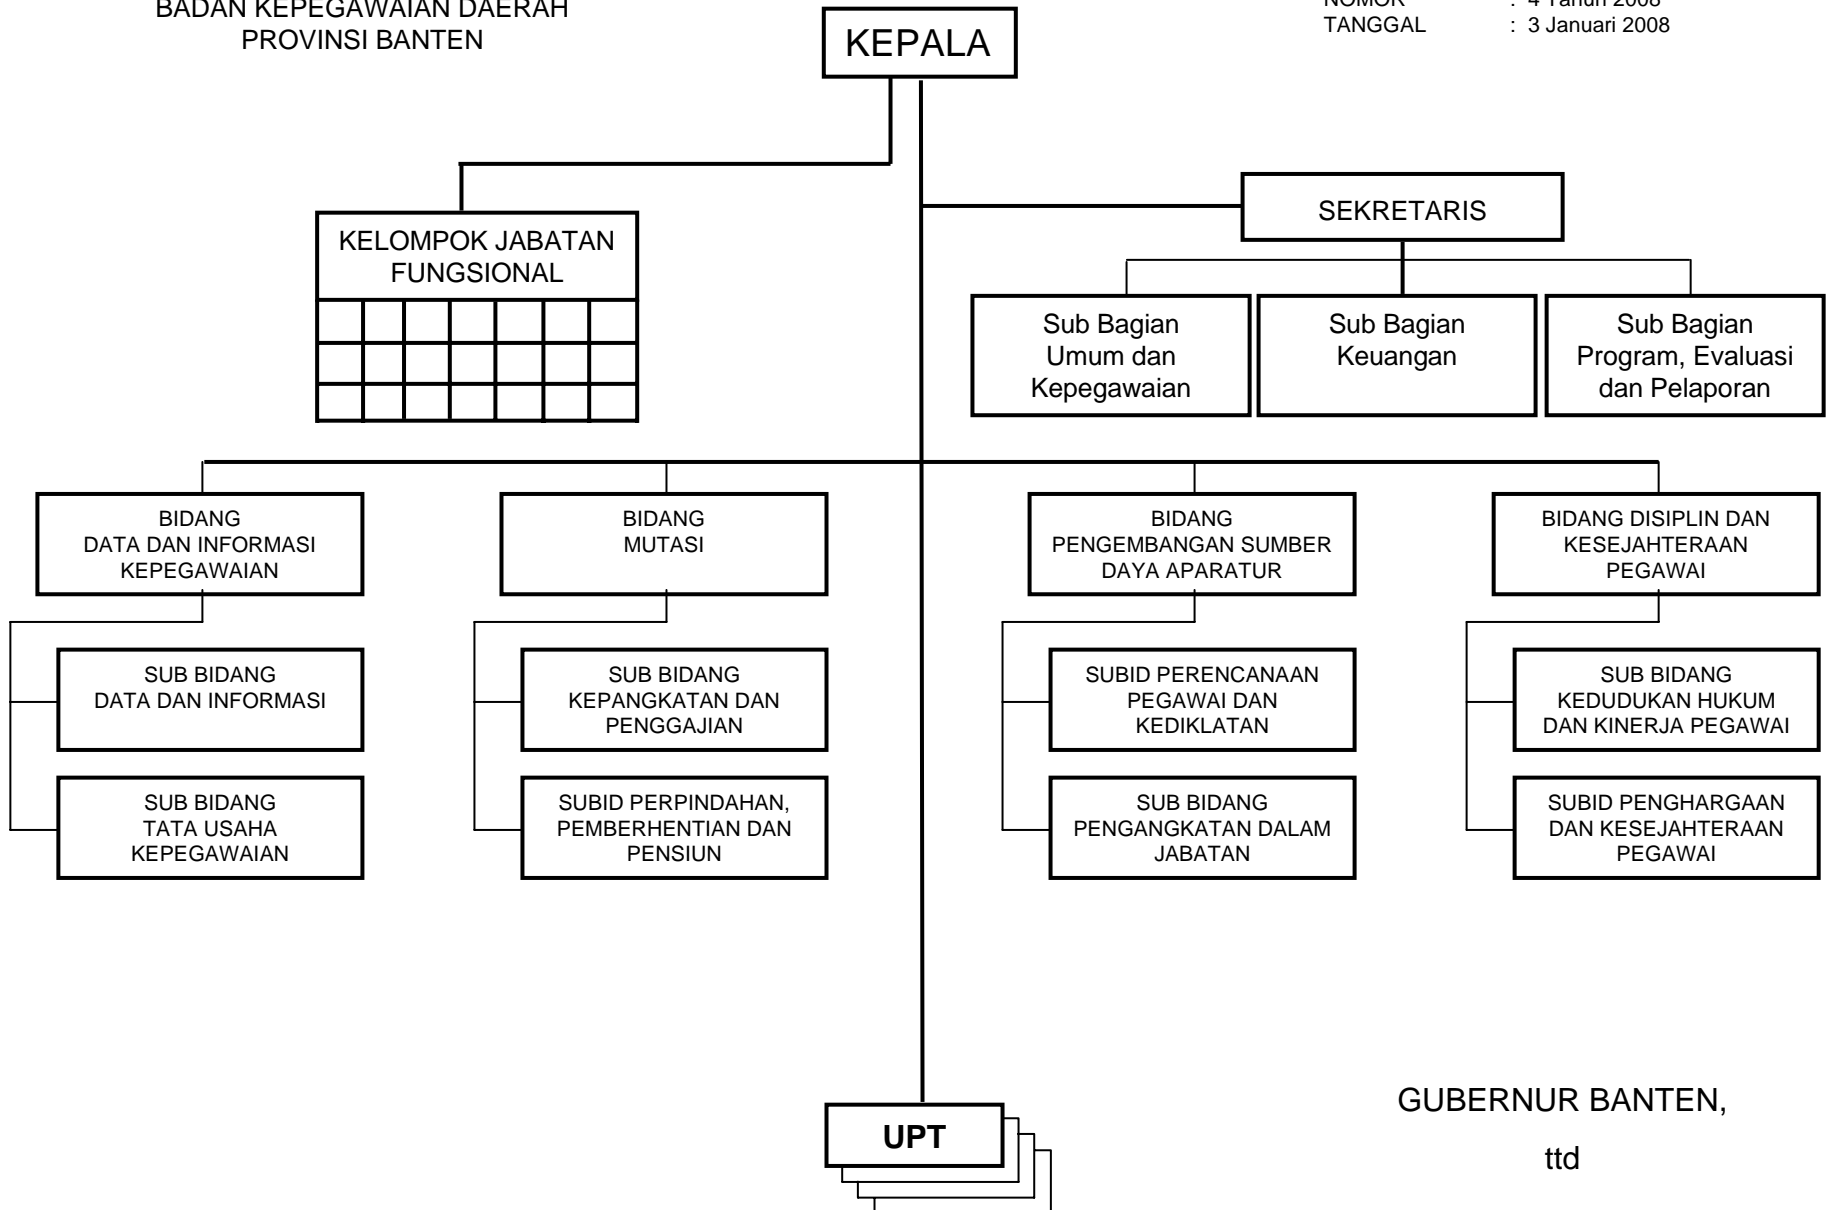 BADAN KEPEGAWAIAN DAERAH
PROVINSI BANTEN
NOMOR : 4 Tahun 2008
TANGGAL : 3 Januari 2008
KEPALA
SEKRETARIS
KELOMPOK JABATAN
FUNGSIONAL
Sub Bagian
Umum dan
Kepegawaian
Sub Bagian
Keuangan
Sub Bagian
Program, Evaluasi
dan Pelaporan
BIDANG
DATA DAN INFORMASI
KEPEGAWAIAN
BIDANG
MUTASI
BIDANG
PENGEMBANGAN SUMBER
DAYA APARATUR
BIDANG DISIPLIN DAN
KESEJAHTERAAN
PEGAWAI
SUB BIDANG
DATA DAN INFORMASI
SUB BIDANG
KEPANGKATAN DAN
PENGGAJIAN
SUBID PERENCANAAN
PEGAWAI DAN
KEDIKLATAN
SUB BIDANG
KEDUDUKAN HUKUM
DAN KINERJA PEGAWAI
SUB BIDANG
TATA USAHA
KEPEGAWAIAN
SUBID PERPINDAHAN,
PEMBERHENTIAN DAN
PENSIUN
SUB BIDANG
PENGANGKATAN DALAM
JABATAN
SUBID PENGHARGAAN
DAN KESEJAHTERAAN
PEGAWAI
UPT
GUBERNUR BANTEN,
ttd